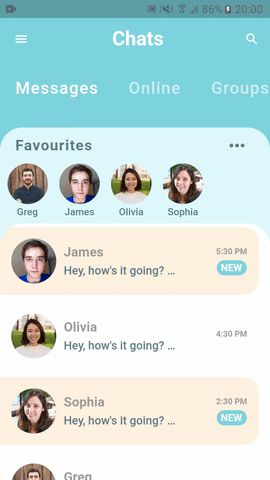 86% 20:00
Chats
Messages Online Groups
Favourites
Greg James Olivia Sophia
James 5:30 PM
Hey, how's it going? ... NEW
Olivia 4:30 PM
Hey, how's it going? ...
Sophia 2:30 PM
Hey, how's it going? ... NEW
Greg